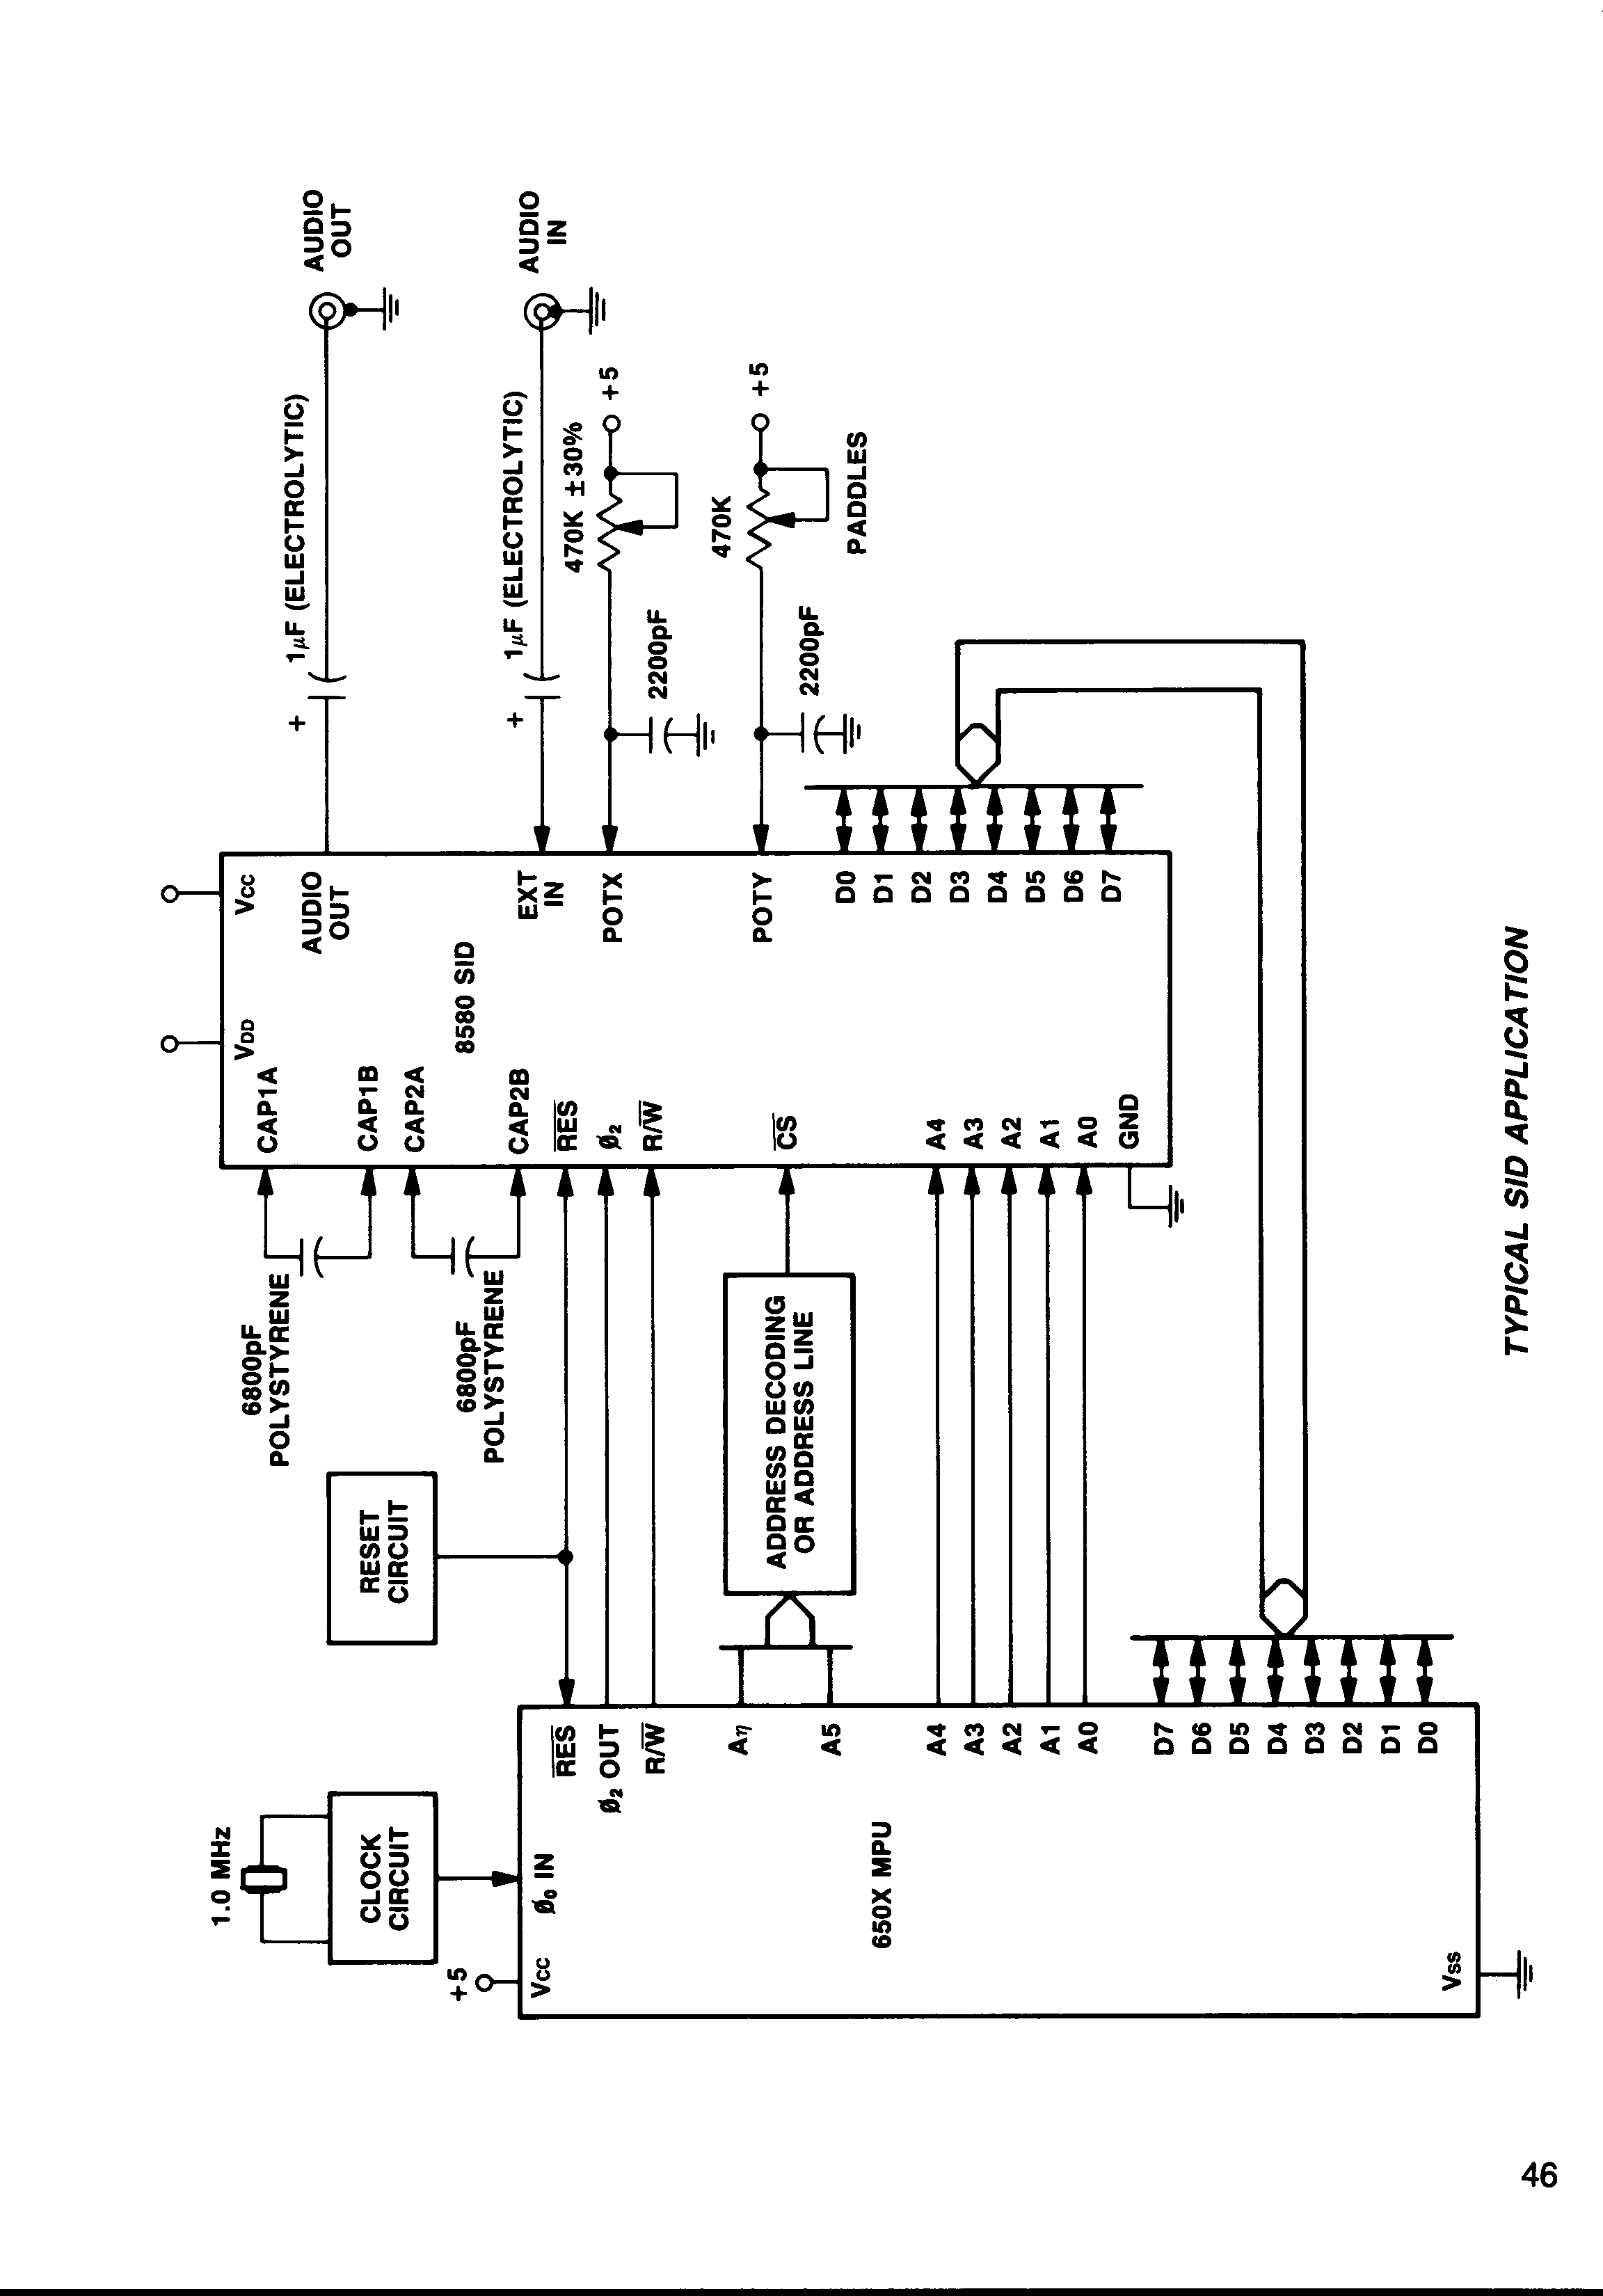 1.0 MHz
CLOCK
CIRCUIT
+5
VCC
Ø0 IN
RES
Ø2 OUT
R/W
Aη
A5
A4
A3
A2
A1
A0
D7
D6
D5
D4
D3
D2
D1
D0
650X MPU
VSS
RESET
CIRCUIT
ADDRESS DECODING
OR ADDRESS LINE
6800pF
POLYSTYRENE
6800pF
POLYSTYRENE
CAP1A
CAP1B
CAP2A
CAP2B
RES
Ø2
R/W
CS
A4
A3
A2
A1
A0
GND
VDD
VCC
8580 SID
AUDIO
OUT
EXT
IN
POTX
POTY
D0
D1
D2
D3
D4
D5
D6
D7
+
1µF (ELECTROLYTIC)
AUDIO
OUT
+
1µF (ELECTROLYTIC)
AUDIO
IN
470K ±30%
+5
2200pF
470K
+5
2200pF
PADDLES
TYPICAL SID APPLICATION
46